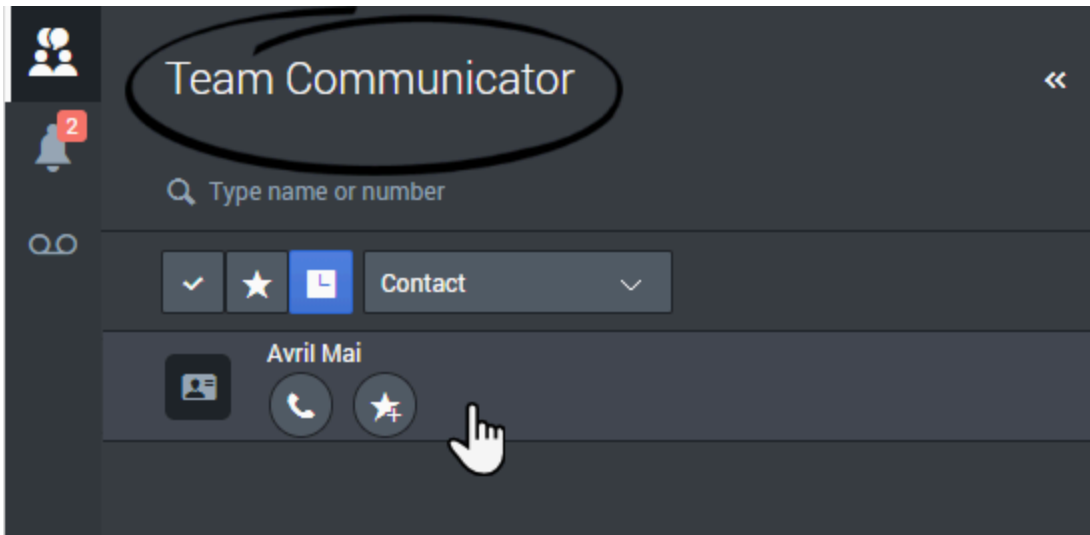 Team Communicator
2
Type name or number
Contact
Avril Mai